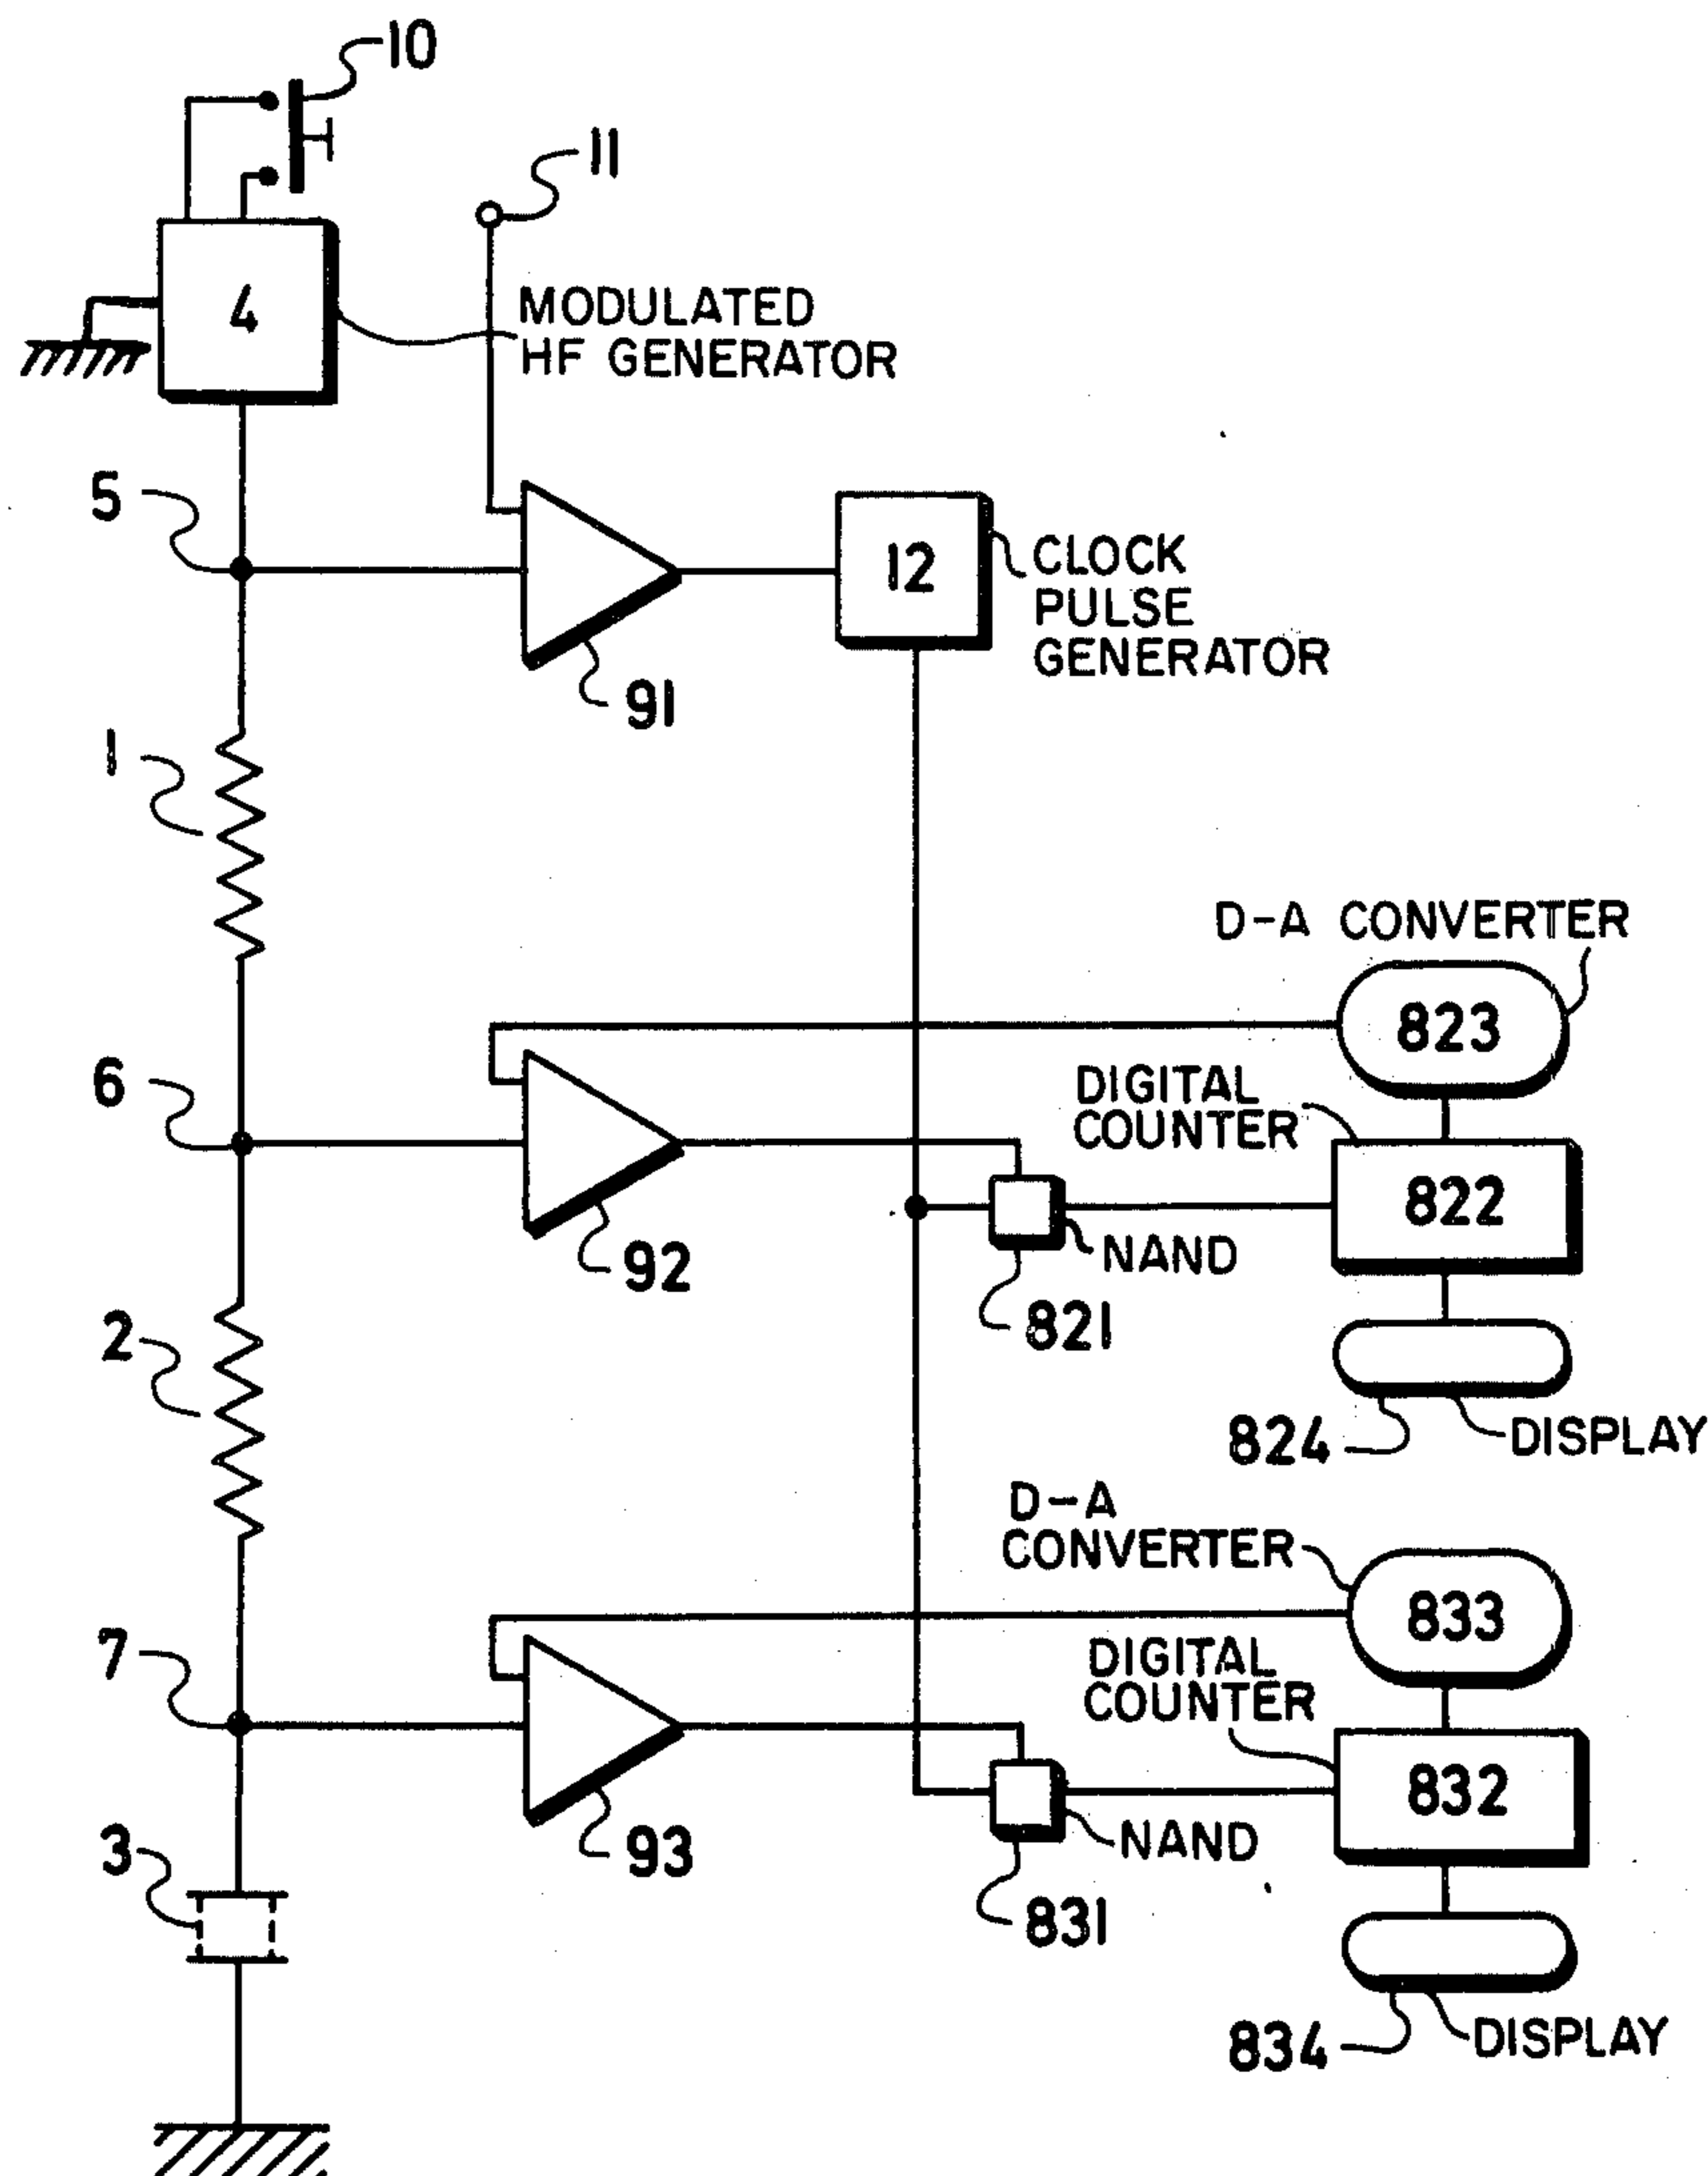 10
11
4
MODULATED
HF GENERATOR
5
12
CLOCK
PULSE
GENERATOR
91
1
D-A CONVERTER
823
6
DIGITAL
COUNTER
822
NAND
92
821
2
824
DISPLAY
D-A
CONVERTER
833
7
DIGITAL
COUNTER
832
NAND
93
3
831
834
DISPLAY